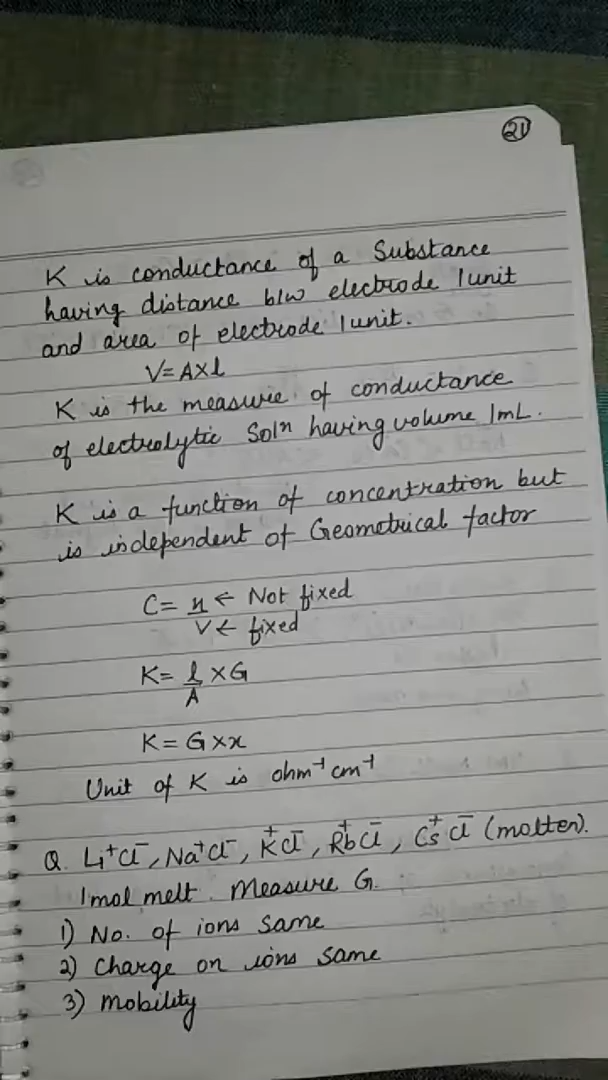 21
K is conductance of a Substance
having distance b/w electrode 1unit
and area of electrode 1unit.
V=A×l
K is the measure of conductance
of electrolytic Solⁿ having volume 1mL.
K is a function of concentration but
is independent of Geometrical factor
C= n ← Not fixed
V ← fixed
K= l/A × G
K = G × x
Unit of K is ohm⁻¹ cm⁻¹
Q. Li⁺Cl⁻, Na⁺Cl⁻, K⁺Cl⁻, Rb⁺Cl⁻, Cs⁺Cl⁻ (molten).
1mol melt. Measure G.
1) No. of ions same
2) Charge on ions same
3) Mobility